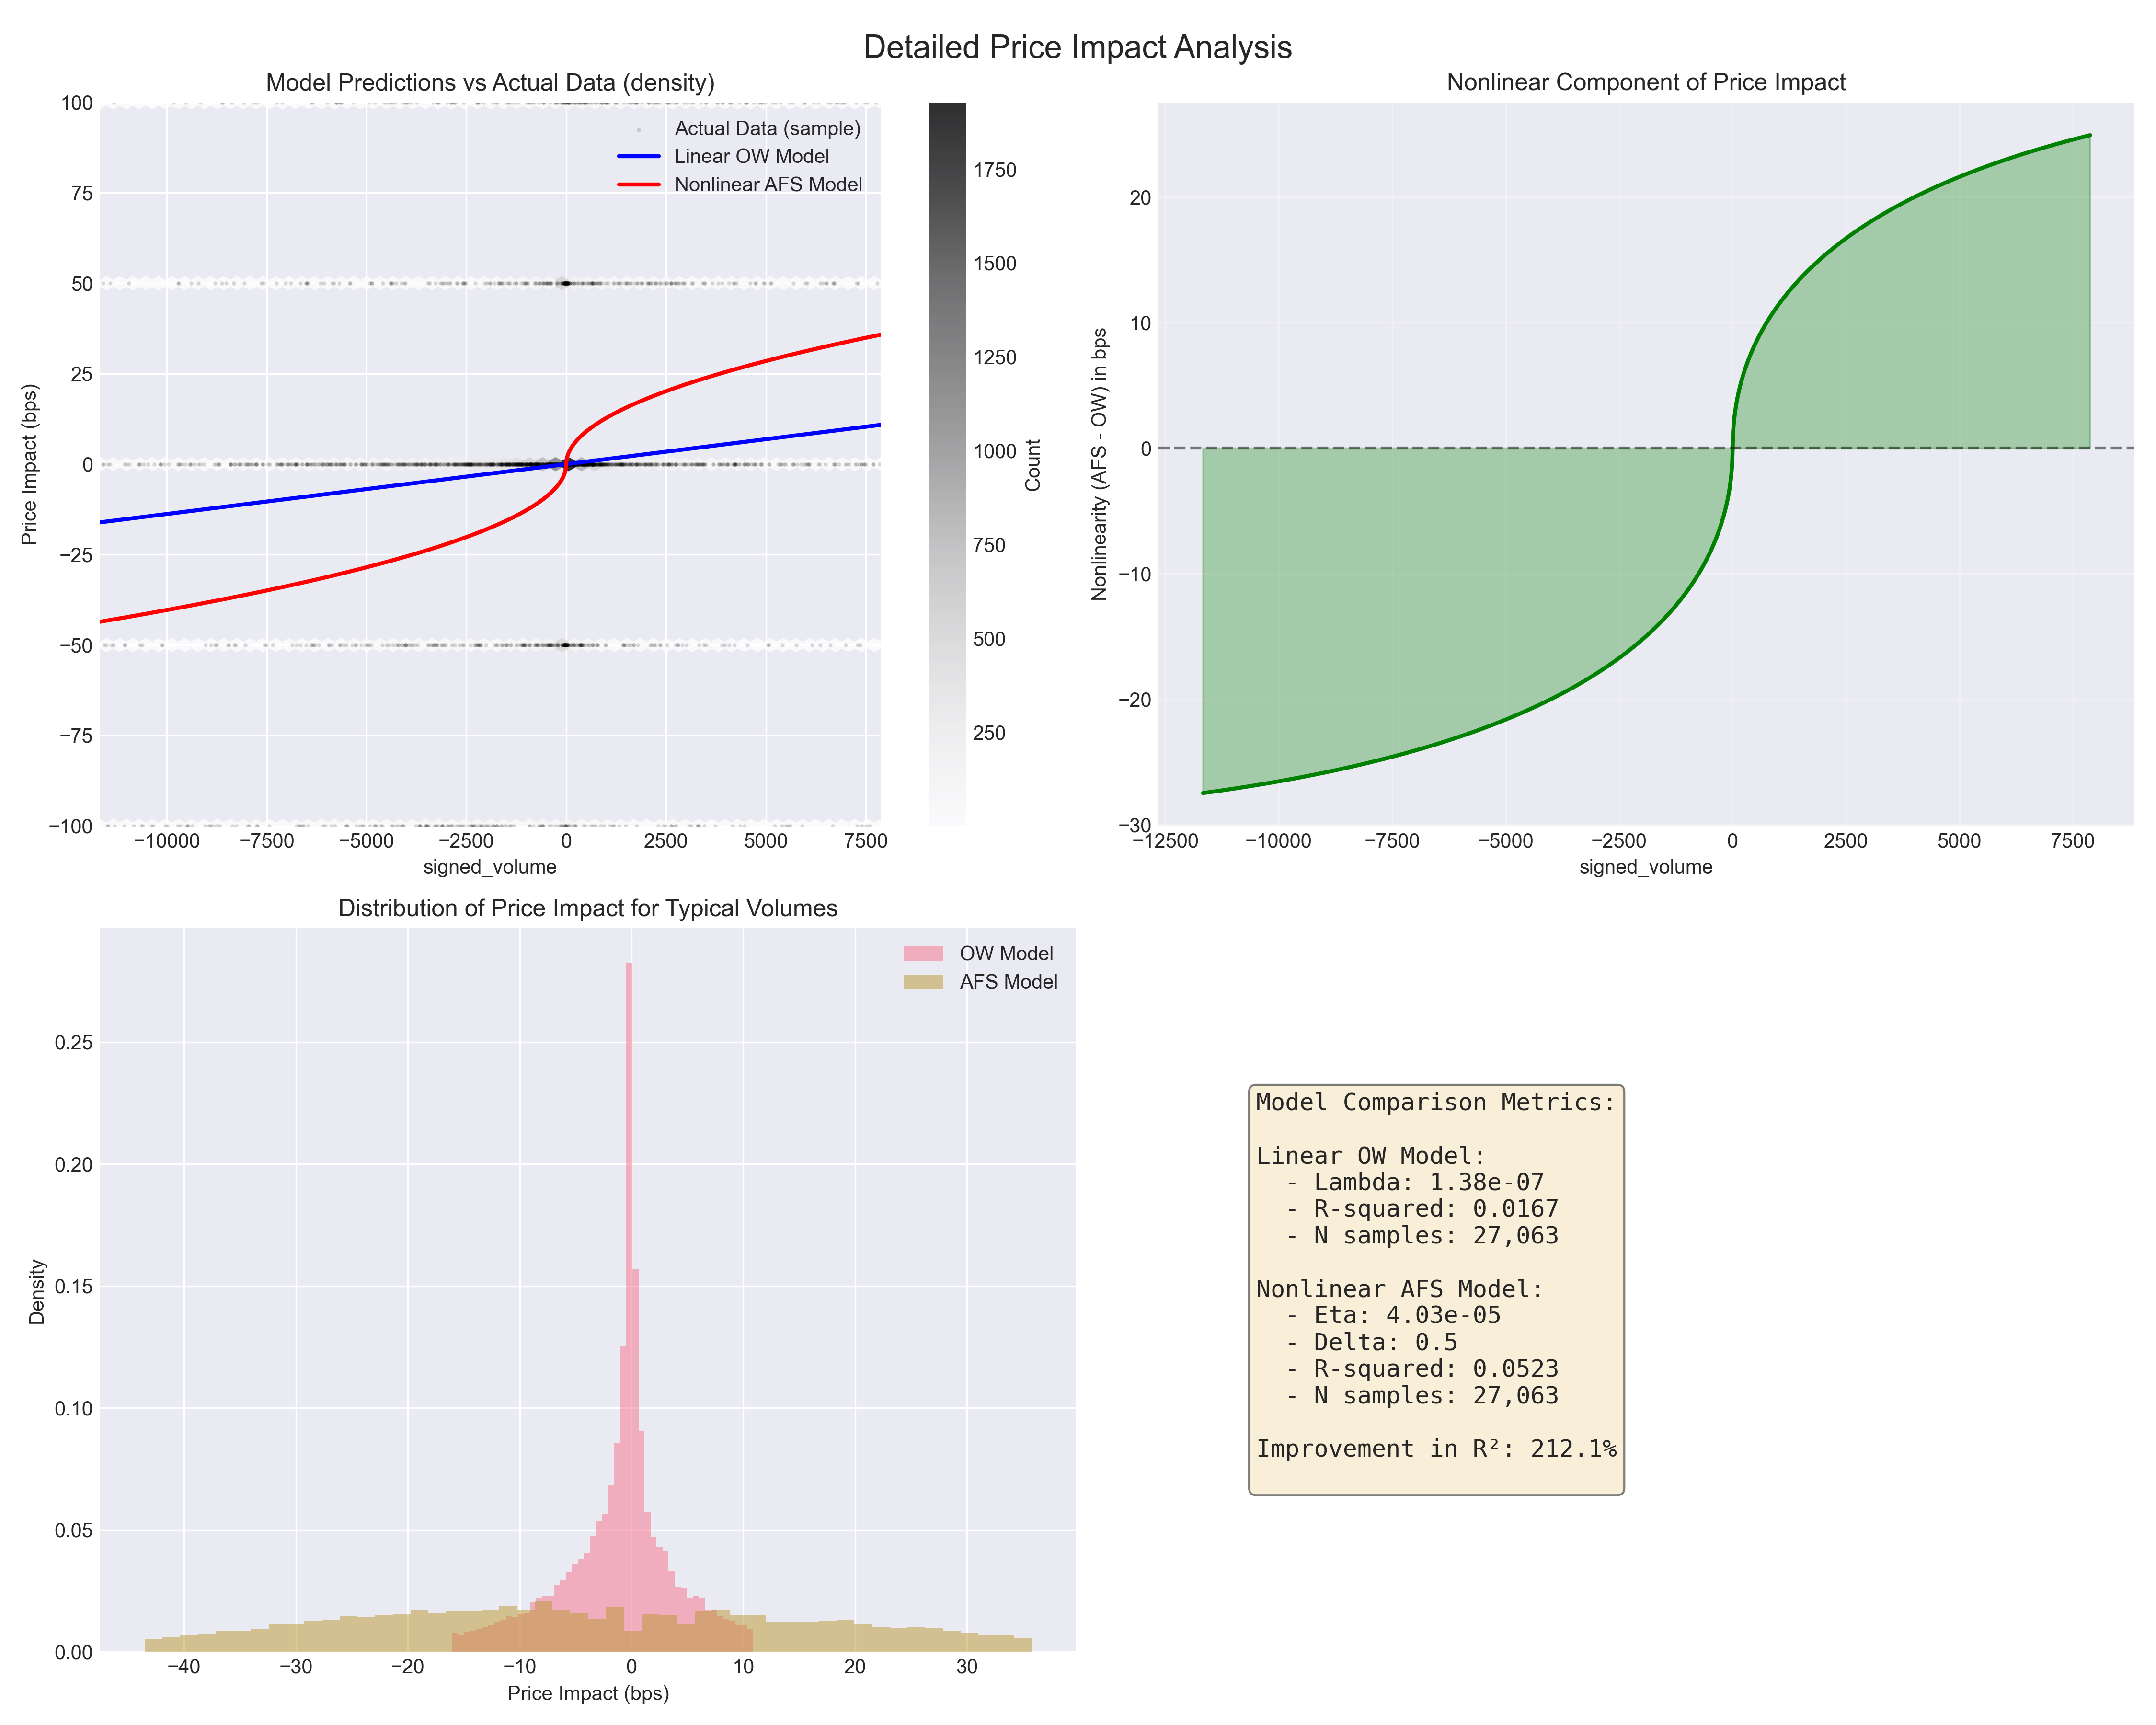 Detailed Price Impact Analysis
Model Predictions vs Actual Data (density)
100
75
50
25
0
−25
−50
−75
−100
Price Impact (bps)
−10000 −7500 −5000 −2500 0 2500 5000 7500
signed_volume
Actual Data (sample)
Linear OW Model
Nonlinear AFS Model
1750
1500
1250
1000
750
500
250
Count
Nonlinear Component of Price Impact
20
10
0
−10
−20
−30
Nonlinearity (AFS - OW) in bps
−12500 −10000 −7500 −5000 −2500 0 2500 5000 7500
signed_volume
Distribution of Price Impact for Typical Volumes
OW Model
AFS Model
0.25
0.20
0.15
0.10
0.05
0.00
Density
−40 −30 −20 −10 0 10 20 30
Price Impact (bps)
Model Comparison Metrics:
Linear OW Model:
- Lambda: 1.38e-07
- R-squared: 0.0167
- N samples: 27,063
Nonlinear AFS Model:
- Eta: 4.03e-05
- Delta: 0.5
- R-squared: 0.0523
- N samples: 27,063
Improvement in R²: 212.1%